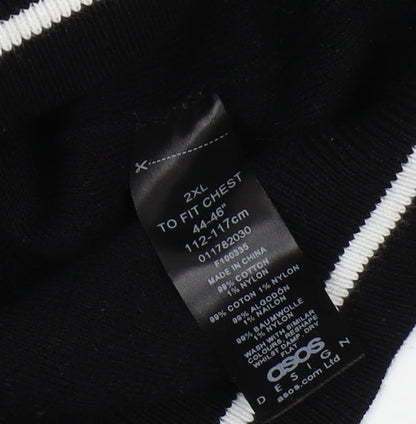 2XL
TO FIT CHEST
44-46"
112-117cm
011762030
F100335
MADE IN CHINA
99% COTTON
1% NYLON
99% COTON 1% NYLON
99% ALGODÓN
1% NYLON
99% BAUMWOLLE
1% NYLON
WASH WITH SIMILAR
COLOURS, RESHAPE
WHILST DAMP, DRY
FLAT
asos
DESIGN
asos.com Ltd